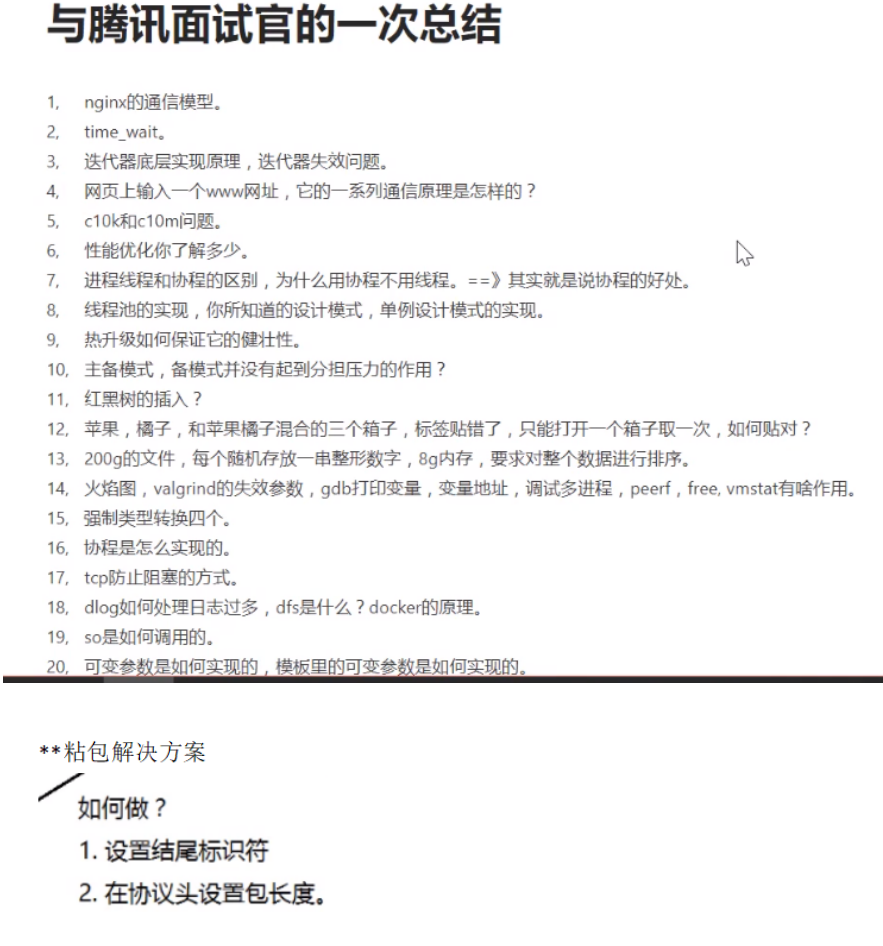 与腾讯面试官的一次总结
1, nginx的通信模型。
2, time_wait。
3, 迭代器底层实现原理，迭代器失效问题。
4, 网页上输入一个www网址，它的一系列通信原理是怎样的？
5, c10k和c10m问题。
6, 性能优化你了解多少。
7, 进程线程和协程的区别，为什么用协程不用线程。==》其实就是说协程的好处。
8, 线程池的实现，你所知道的设计模式，单例设计模式的实现。
9, 热升级如何保证它的健壮性。
10, 主备模式，备模式并没有起到分担压力的作用？
11, 红黑树的插入？
12, 苹果，橘子，和苹果橘子混合的三个箱子，标签贴错了，只能打开一个箱子取一次，如何贴对？
13, 200g的文件，每个随机存放一串整形数字，8g内存，要求对整个数据进行排序。
14, 火焰图，valgrind的失效参数，gdb打印变量，变量地址，调试多进程，peerf，free, vmstat有啥作用。
15, 强制类型转换四个。
16, 协程是怎么实现的。
17, tcp防止阻塞的方式。
18, dlog如何处理日志过多，dfs是什么？docker的原理。
19, so是如何调用的。
20, 可变参数是如何实现的，模板里的可变参数是如何实现的。
**粘包解决方案
如何做？
1. 设置结尾标识符
2. 在协议头设置包长度。